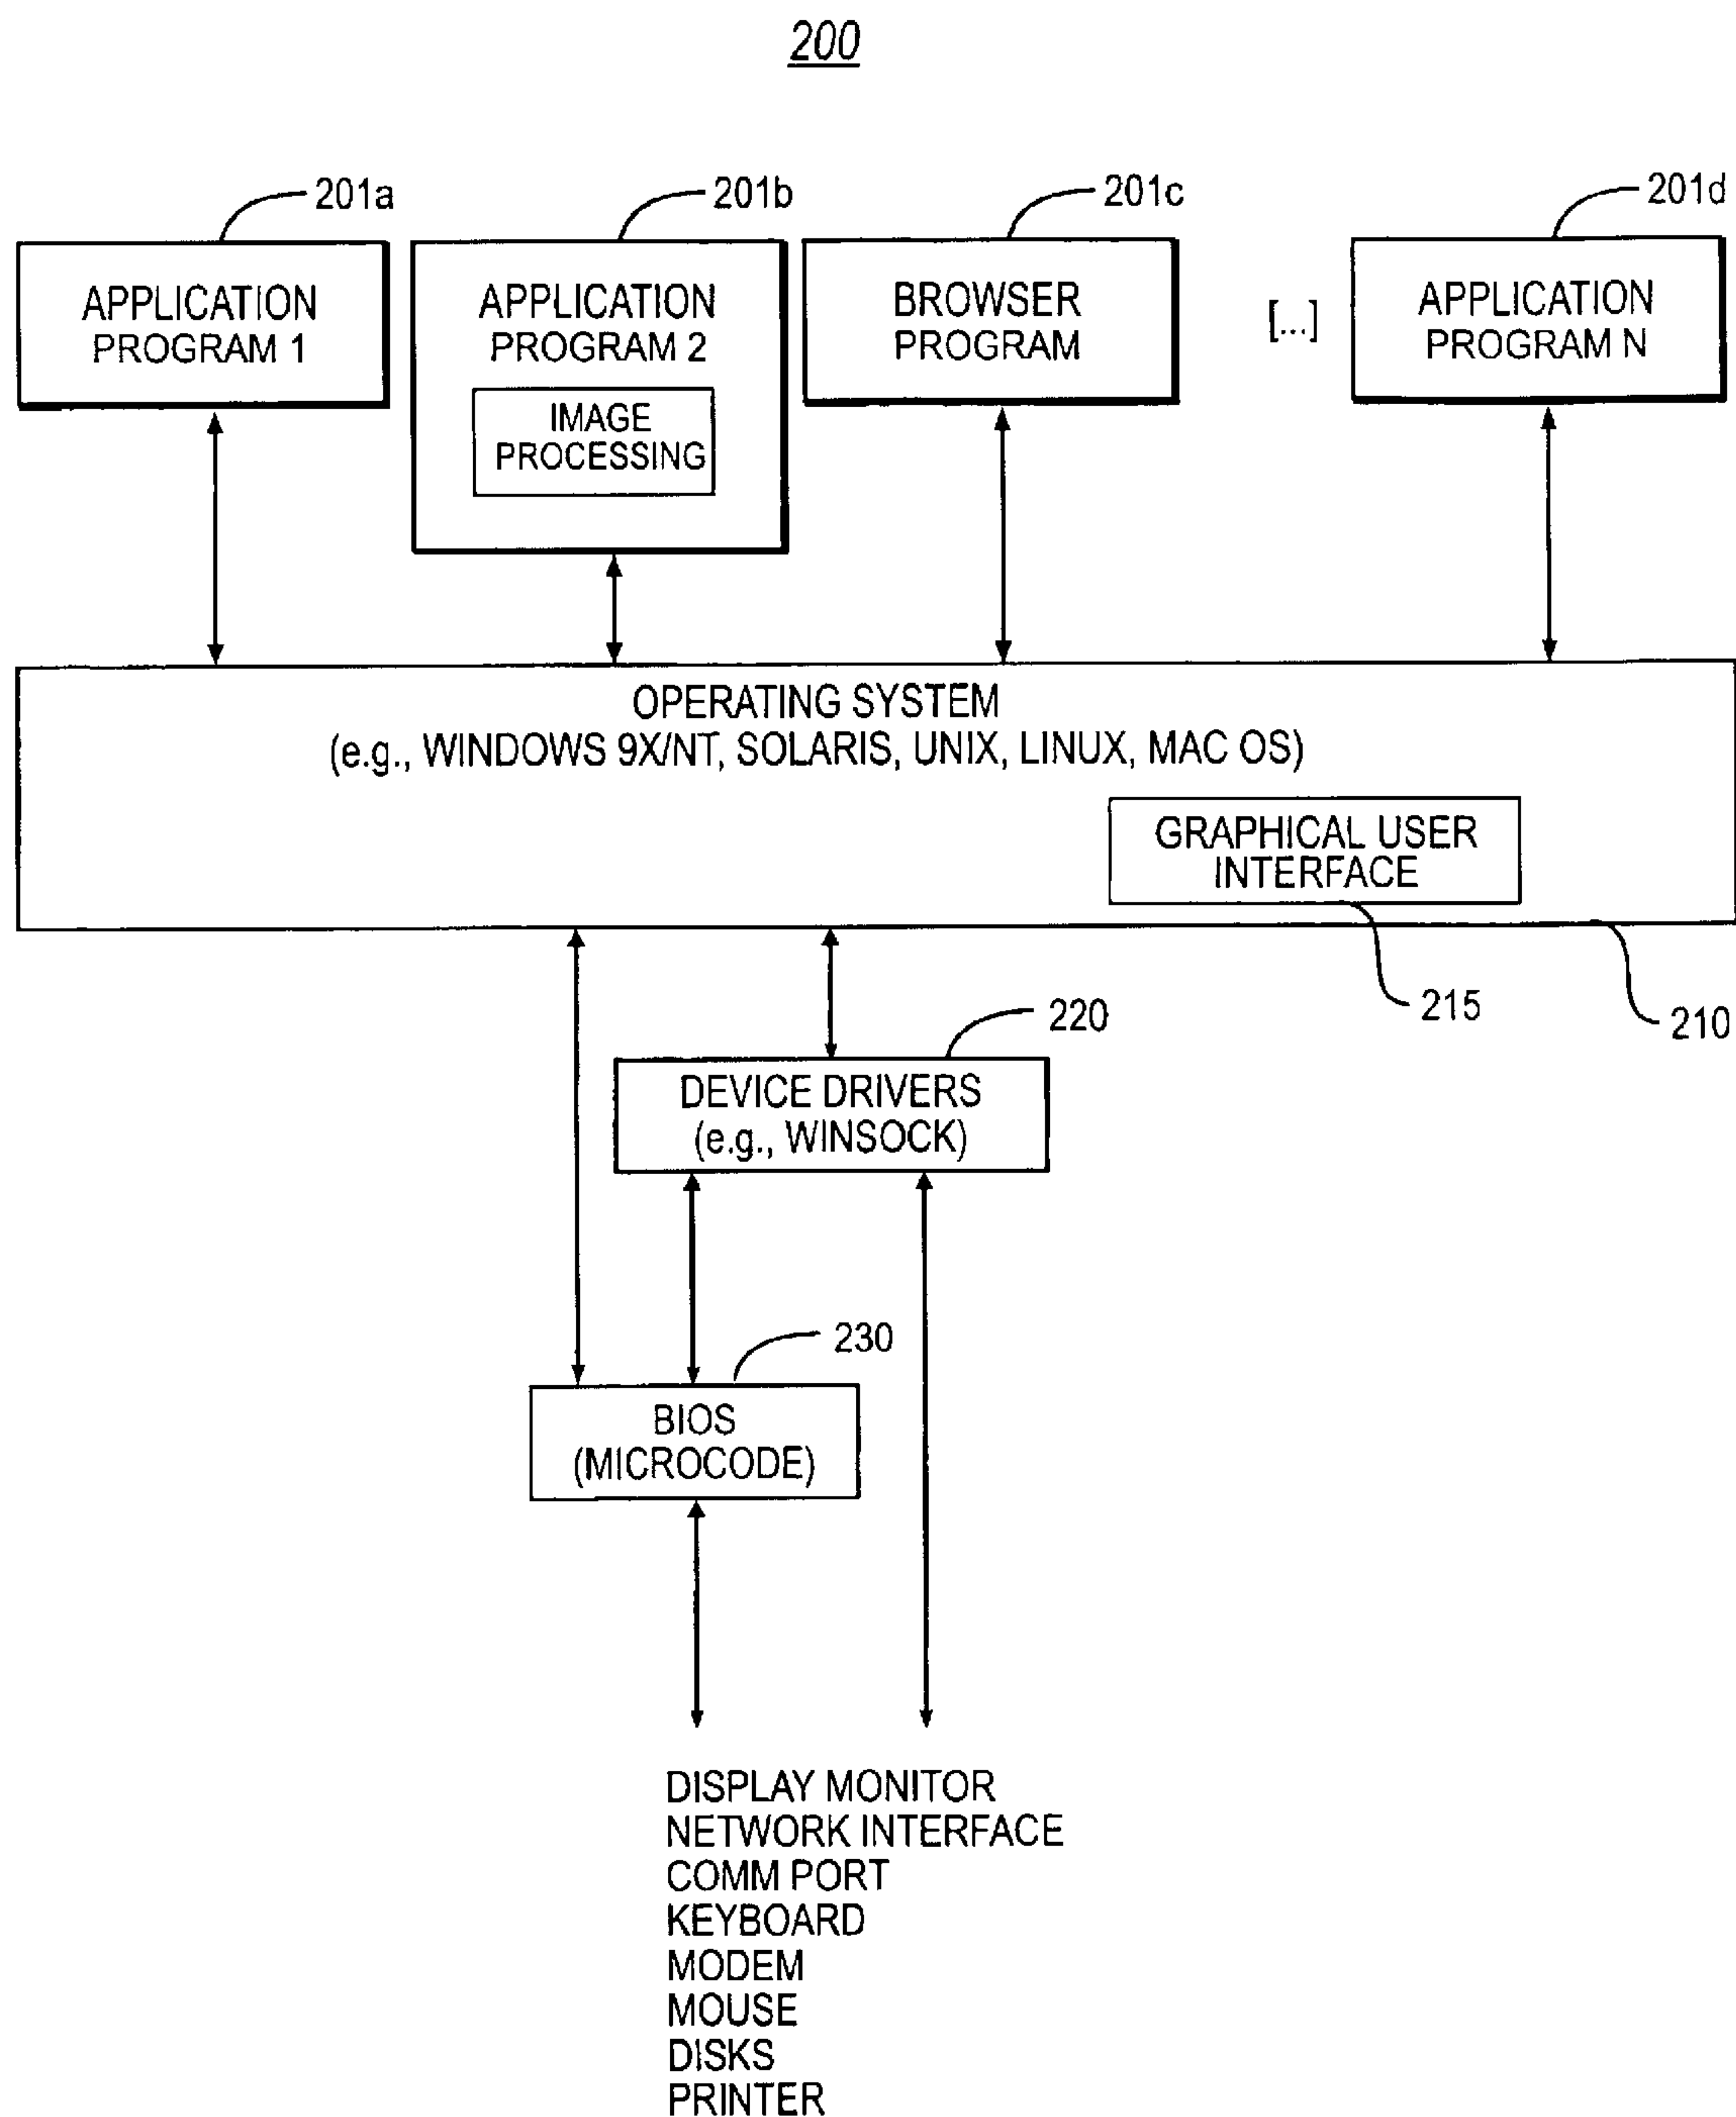 200
201a
201b
201c
201d
APPLICATION
PROGRAM 1
APPLICATION
PROGRAM 2
IMAGE
PROCESSING
BROWSER
PROGRAM
[...]
APPLICATION
PROGRAM N
OPERATING SYSTEM
(e.g., WINDOWS 9X/NT, SOLARIS, UNIX, LINUX, MAC OS)
GRAPHICAL USER
INTERFACE
215
210
220
DEVICE DRIVERS
(e.g., WINSOCK)
230
BIOS
(MICROCODE)
DISPLAY MONITOR
NETWORK INTERFACE
COMM PORT
KEYBOARD
MODEM
MOUSE
DISKS
PRINTER